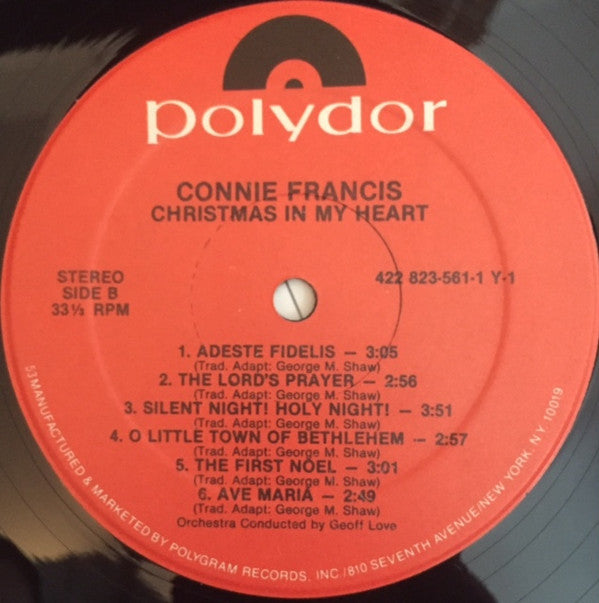 polydor
CONNIE FRANCIS
CHRISTMAS IN MY HEART
STEREO
SIDE B
33⅓ RPM
422 823-561-1 Y-1
1. ADESTE FIDELIS — 3:05
(Trad. Adapt: George M. Shaw)
2. THE LORD'S PRAYER — 2:56
(Trad. Adapt: George M. Shaw)
3. SILENT NIGHT! HOLY NIGHT! — 3:51
(Trad. Adapt: George M. Shaw)
4. O LITTLE TOWN OF BETHLEHEM — 2:57
(Trad. Adapt: George M. Shaw)
5. THE FIRST NÖEL — 3:01
(Trad. Adapt: George M. Shaw)
6. AVE MARIA — 2:49
(Trad. Adapt: George M. Shaw)
Orchestra Conducted by Geoff Love
53 MANUFACTURED & MARKETED BY POLYGRAM RECORDS, INC./810 SEVENTH AVENUE/NEW YORK, NY 10019